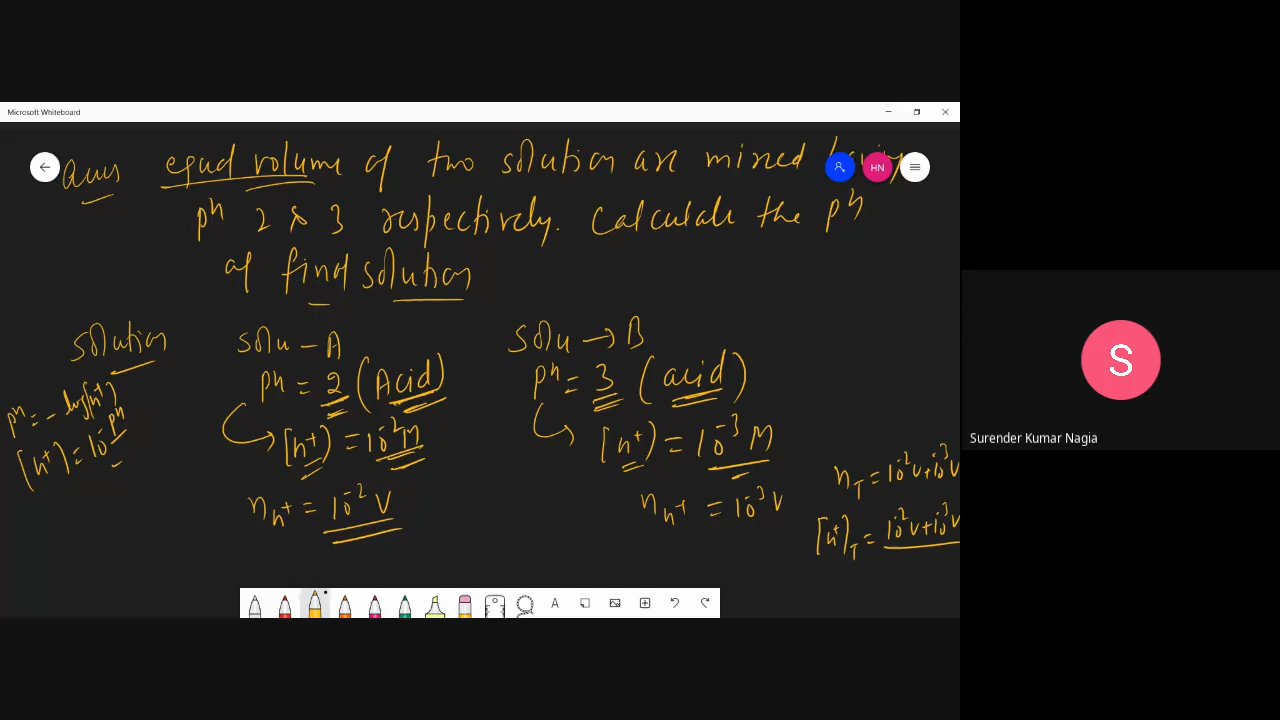 Microsoft Whiteboard
Ques equal volume of two solution are mixed having
HN
pH 2 & 3 respectively. Calculate the pH
of final solution
Solution
Solu - A
Solu → B
pH = 2 (Acid)
pH = 3 (acid)
pH = - log[H+)
[H+) = 10^-pH
[H+) = 10^-2 M
[H+) = 10^-3 M
nH+ = 10^-2 V
nH+ = 10^-3 V
nT = 10^-2 V + 10^-3 V
[H+]T = 10^-2 V + 10^-3 V
A
S
Surender Kumar Nagia